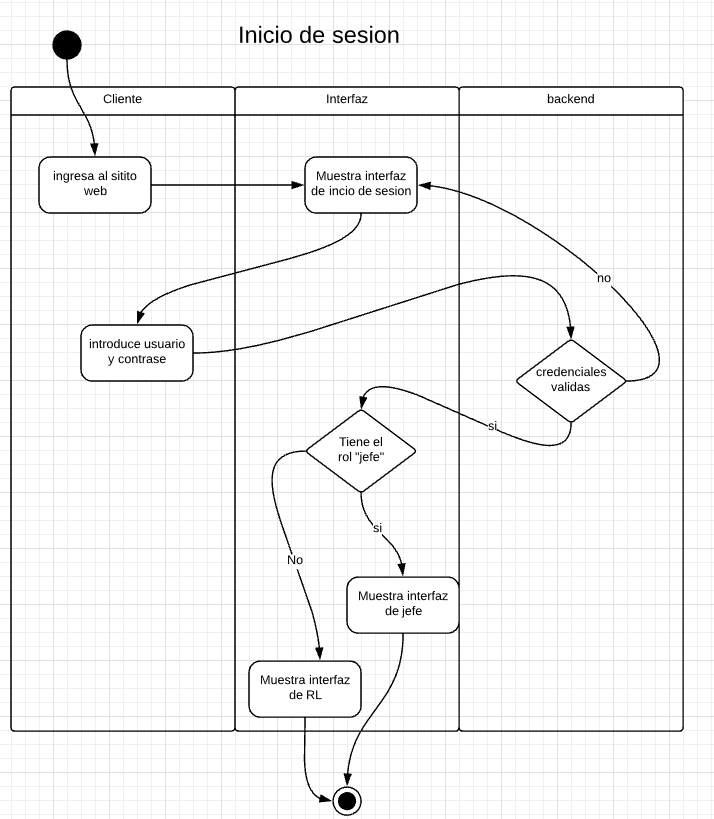 Inicio de sesion
Cliente
Interfaz
backend
ingresa al sitito
web
Muestra interfaz
de incio de sesion
no
introduce usuario
y contrase
credenciales
validas
si
Tiene el
rol "jefe"
si
No
Muestra interfaz
de jefe
Muestra interfaz
de RL